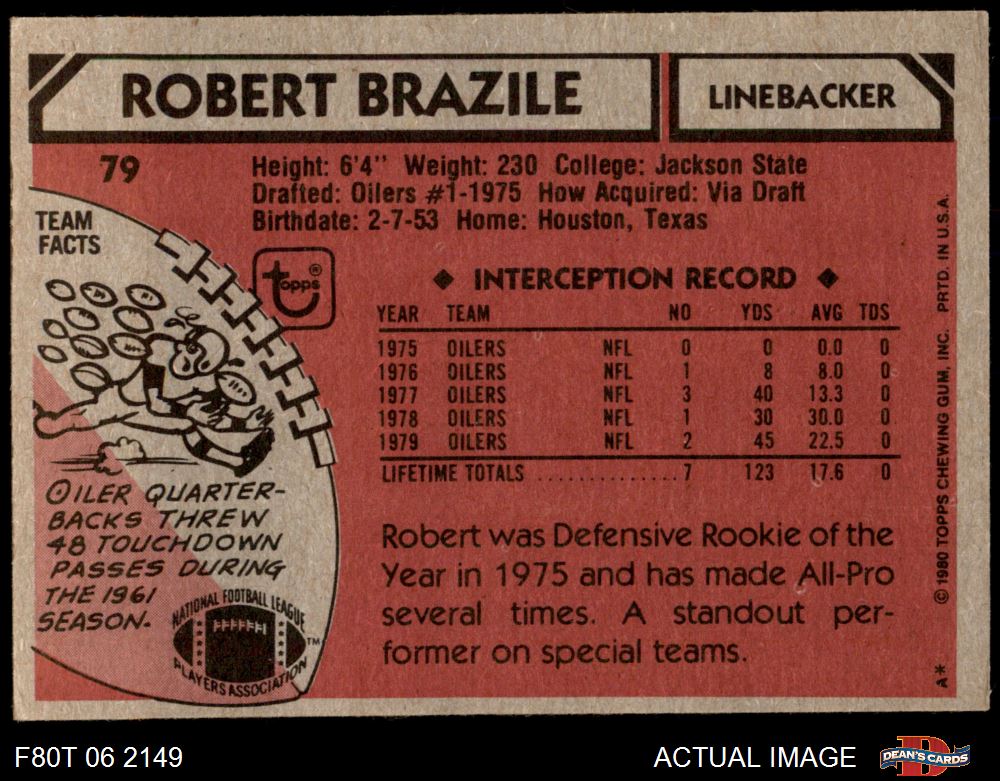 ROBERT BRAZILE
LINEBACKER
79
Height: 6'4'' Weight: 230 College: Jackson State
Drafted: Oilers #1-1975 How Acquired: Via Draft
Birthdate: 2-7-53 Home: Houston, Texas
TEAM
FACTS
topps®
◆ INTERCEPTION RECORD ◆
YEAR TEAM NO YDS AVG TDS
1975 OILERS NFL 0 0 0.0 0
1976 OILERS NFL 1 8 8.0 0
1977 OILERS NFL 3 40 13.3 0
1978 OILERS NFL 1 30 30.0 0
1979 OILERS NFL 2 45 22.5 0
LIFETIME TOTALS ..............7 123 17.6 0
OILER QUARTER-
BACKS THREW
48 TOUCHDOWN
PASSES DURING
THE 1961
SEASON.
NATIONAL FOOTBALL LEAGUE
PLAYERS ASSOCIATION
TM
Robert was Defensive Rookie of the
Year in 1975 and has made All-Pro
several times. A standout per-
former on special teams.
© 1980 TOPPS CHEWING GUM, INC. PRTD. IN U.S.A.
A*
F80T 06 2149
ACTUAL IMAGE
D
DEAN'S CARDS